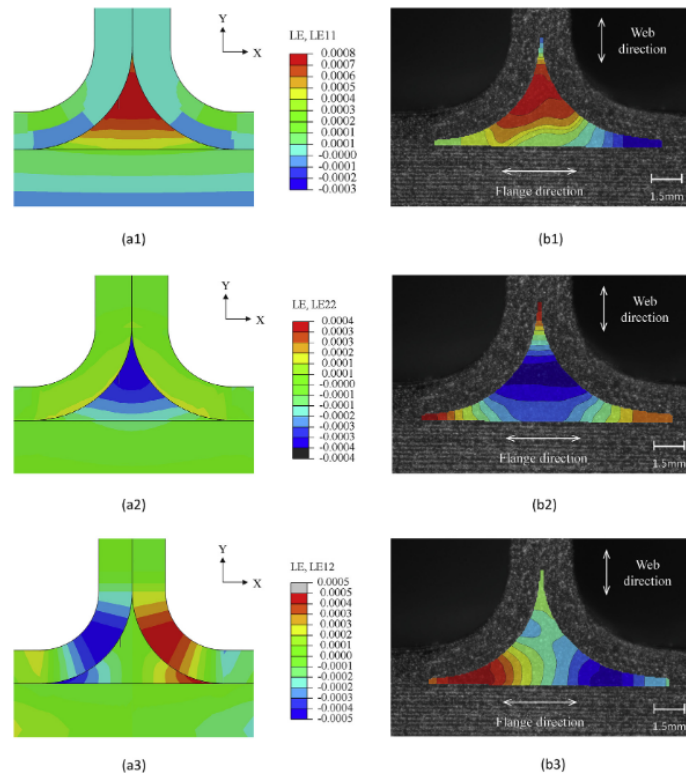 Y
X
LE, LE11
0.0008
0.0007
0.0006
0.0005
0.0004
0.0003
0.0002
0.0001
0.0001
-0.0000
-0.0001
-0.0002
-0.0003
Web
direction
Flange direction
1.5mm
(a1)
(b1)
Y
X
LE, LE22
0.0004
0.0003
0.0003
0.0002
0.0001
0.0001
-0.0000
-0.0001
-0.0001
-0.0002
-0.0003
-0.0003
-0.0004
-0.0004
Web
direction
Flange direction
1.5mm
(a2)
(b2)
Y
X
LE, LE12
0.0005
0.0005
0.0004
0.0003
0.0002
0.0002
0.0001
0.0000
-0.0001
-0.0002
-0.0002
-0.0003
-0.0004
-0.0005
Web
direction
Flange direction
1.5mm
(a3)
(b3)